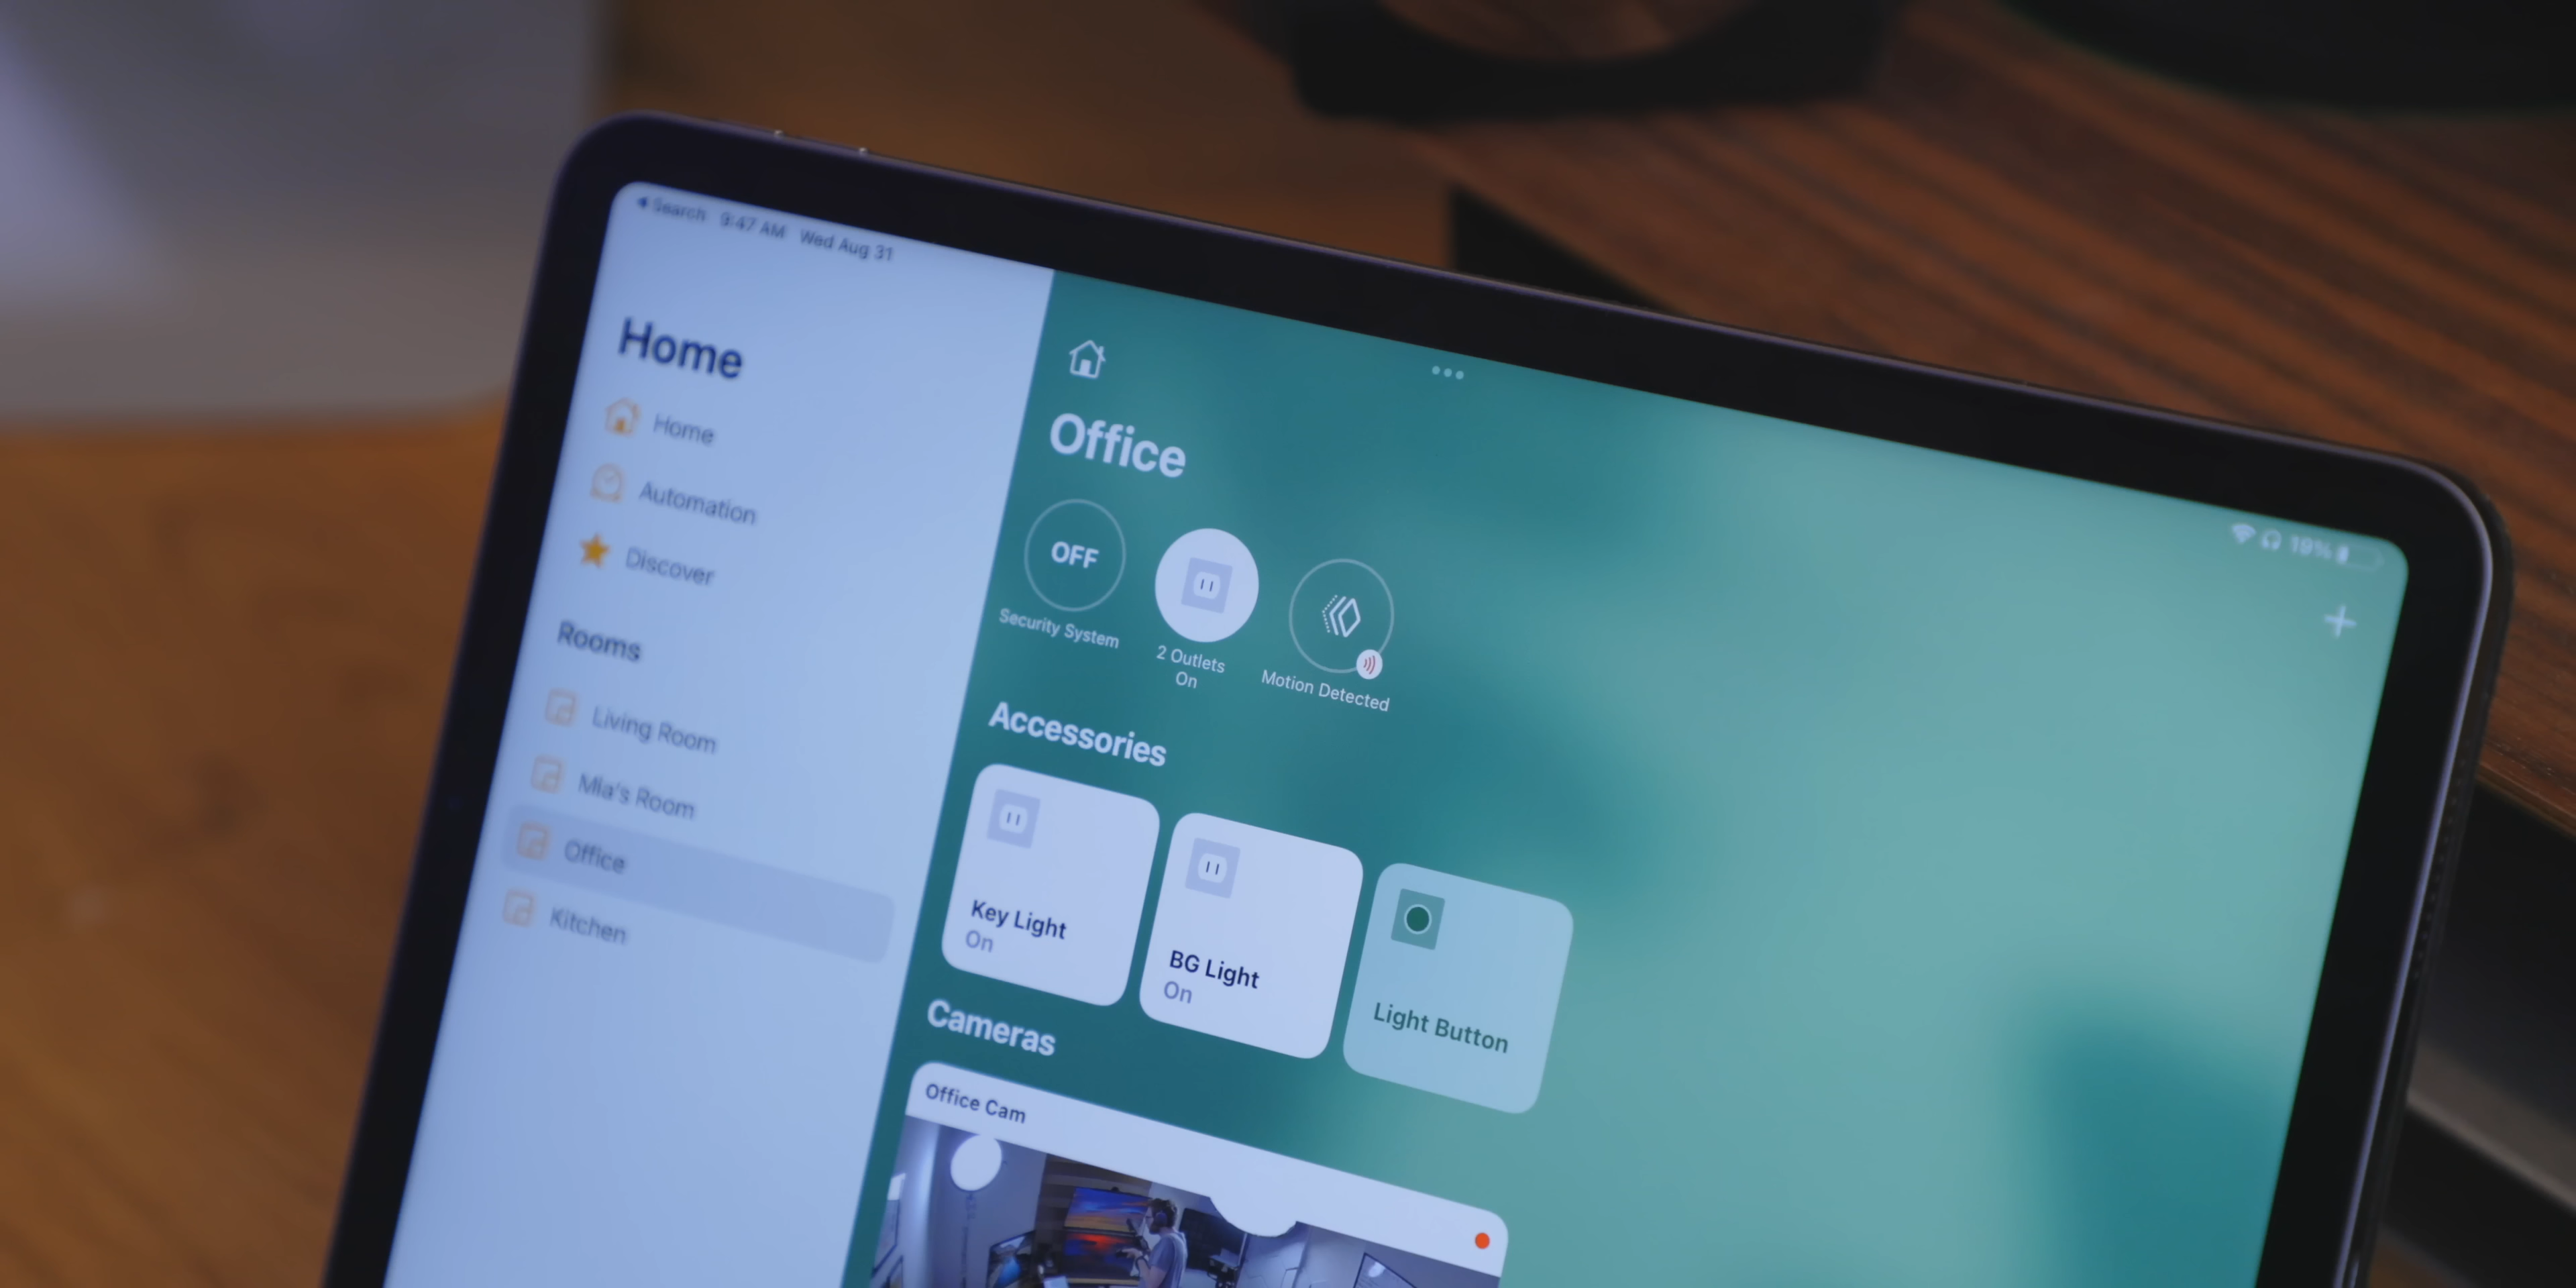 Search 9:47 AM Wed Aug 31
19%
Home
Home
Automation
Discover
Rooms
Living Room
Mia's Room
Office
Kitchen
Office
OFF
Security System
2 Outlets
On
Motion Detected
Accessories
Key Light
On
BG Light
On
Light Button
Cameras
Office Cam